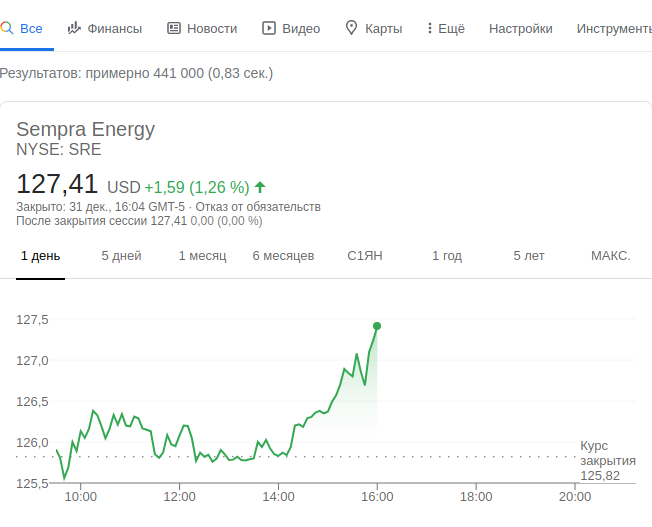 Все Финансы Новости Видео Карты Ещё Настройки Инструменты
Результатов: примерно 441 000 (0,83 сек.)
Sempra Energy
NYSE: SRE
127,41 USD +1,59 (1,26 %)
Закрыто: 31 дек., 16:04 GMT-5 · Отказ от обязательств
После закрытия сессии 127,41 0,00 (0,00 %)
1 день 5 дней 1 месяц 6 месяцев С1ЯН 1 год 5 лет МАКС.
127,5
127,0
126,5
126,0
125,5
Курс
закрытия
125,82
10:00 12:00 14:00 16:00 18:00 20:00